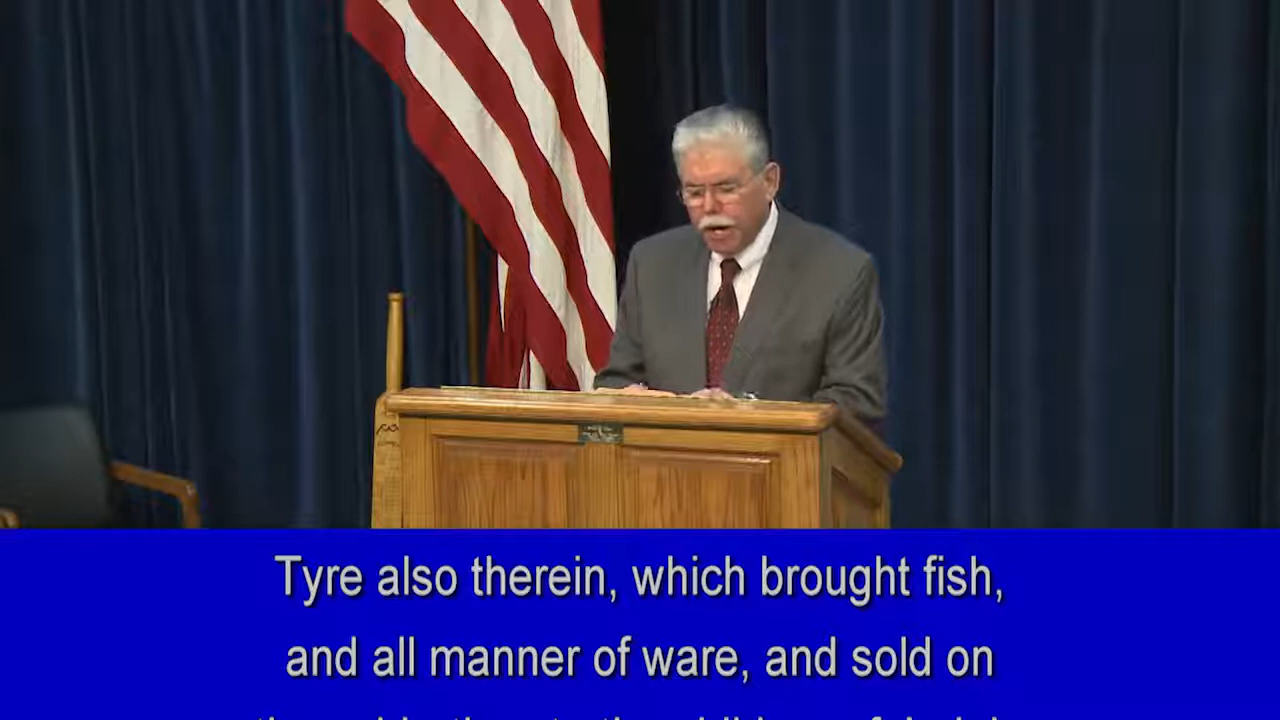 Tyre also therein, which brought fish,
and all manner of ware, and sold on